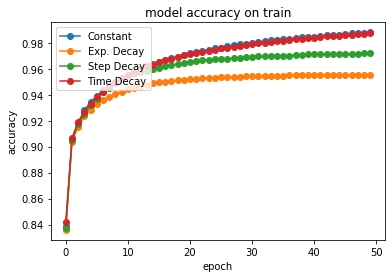 model accuracy on train
Constant
Exp. Decay
Step Decay
Time Decay
0.98
0.96
0.94
0.92
0.90
0.88
0.86
0.84
accuracy
0 10 20 30 40 50
epoch